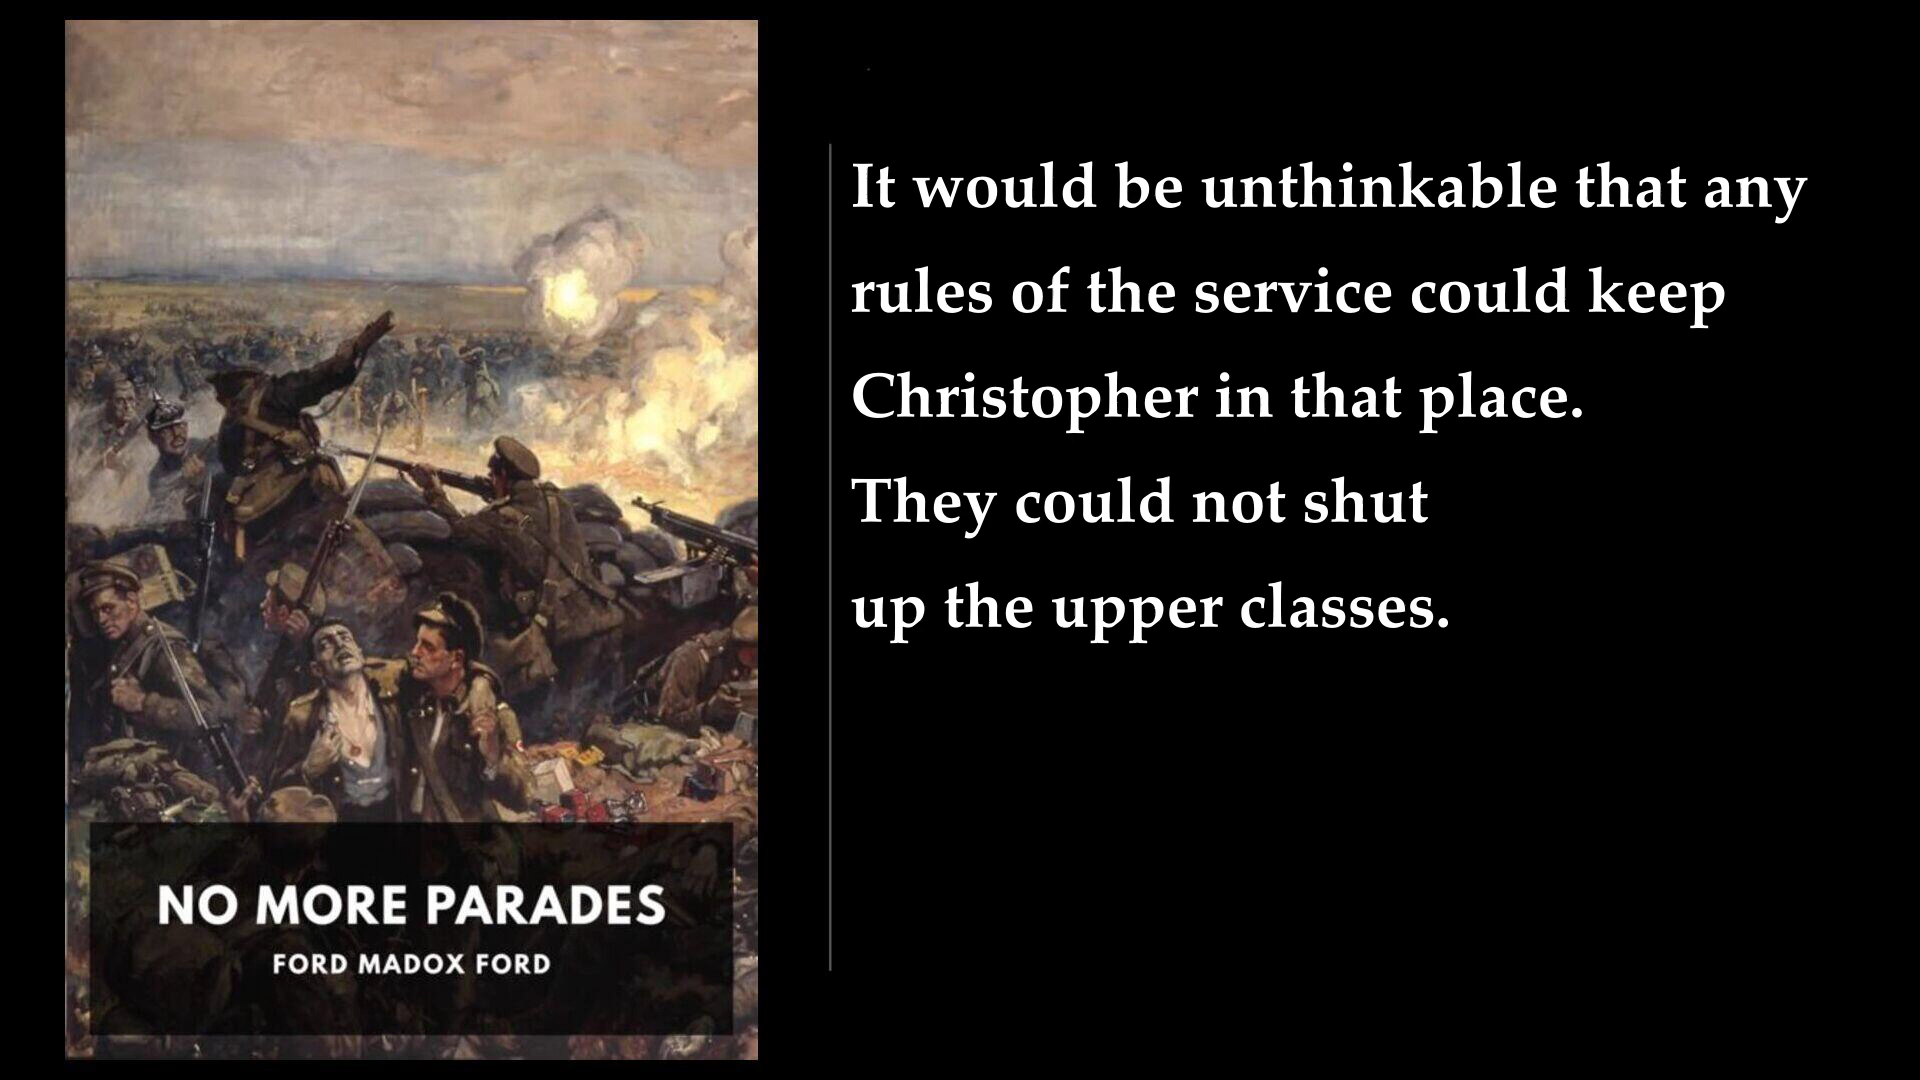 It would be unthinkable that any
rules of the service could keep
Christopher in that place.
They could not shut
up the upper classes.
NO MORE PARADES
FORD MADOX FORD